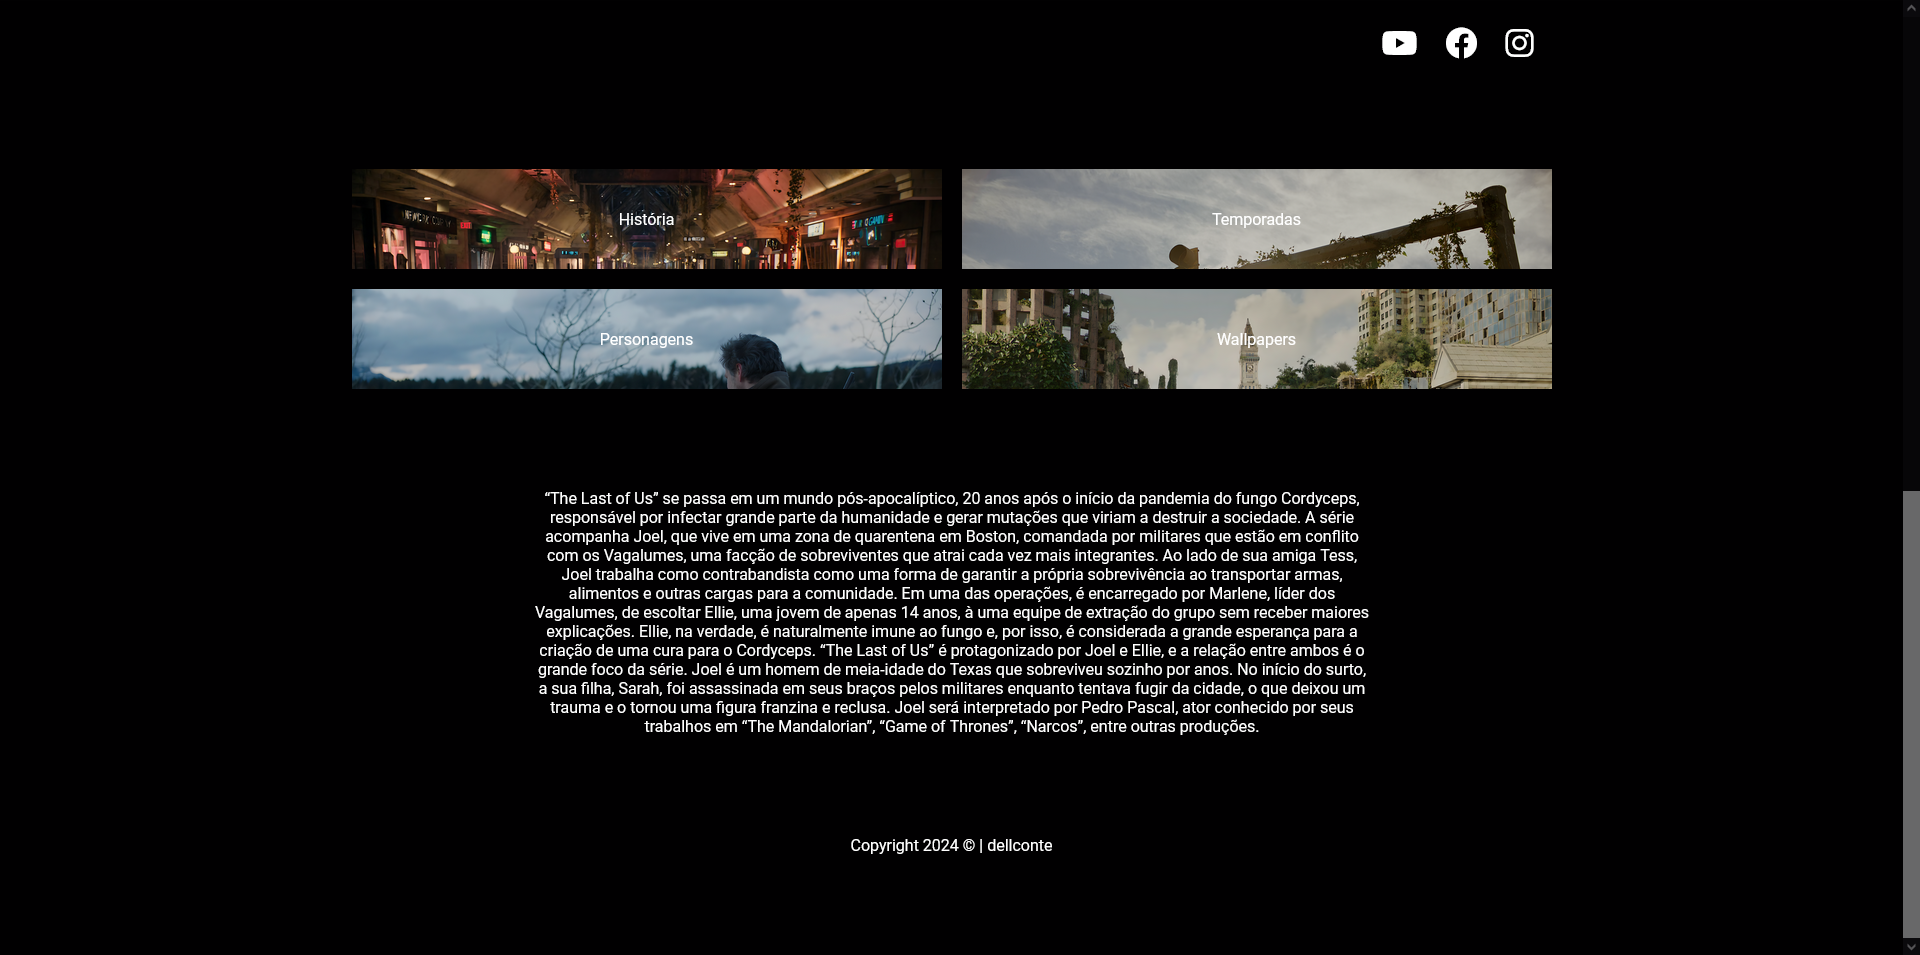 História
Temporadas
Personagens
Wallpapers
“The Last of Us” se passa em um mundo pós-apocalíptico, 20 anos após o início da pandemia do fungo Cordyceps,
responsável por infectar grande parte da humanidade e gerar mutações que viriam a destruir a sociedade. A série
acompanha Joel, que vive em uma zona de quarentena em Boston, comandada por militares que estão em conflito
com os Vagalumes, uma facção de sobreviventes que atrai cada vez mais integrantes. Ao lado de sua amiga Tess,
Joel trabalha como contrabandista como uma forma de garantir a própria sobrevivência ao transportar armas,
alimentos e outras cargas para a comunidade. Em uma das operações, é encarregado por Marlene, líder dos
Vagalumes, de escoltar Ellie, uma jovem de apenas 14 anos, à uma equipe de extração do grupo sem receber maiores
explicações. Ellie, na verdade, é naturalmente imune ao fungo e, por isso, é considerada a grande esperança para a
criação de uma cura para o Cordyceps. “The Last of Us” é protagonizado por Joel e Ellie, e a relação entre ambos é o
grande foco da série. Joel é um homem de meia-idade do Texas que sobreviveu sozinho por anos. No início do surto,
a sua filha, Sarah, foi assassinada em seus braços pelos militares enquanto tentava fugir da cidade, o que deixou um
trauma e o tornou uma figura franzina e reclusa. Joel será interpretado por Pedro Pascal, ator conhecido por seus
trabalhos em “The Mandalorian”, “Game of Thrones”, “Narcos”, entre outras produções.
Copyright 2024 © | dellconte